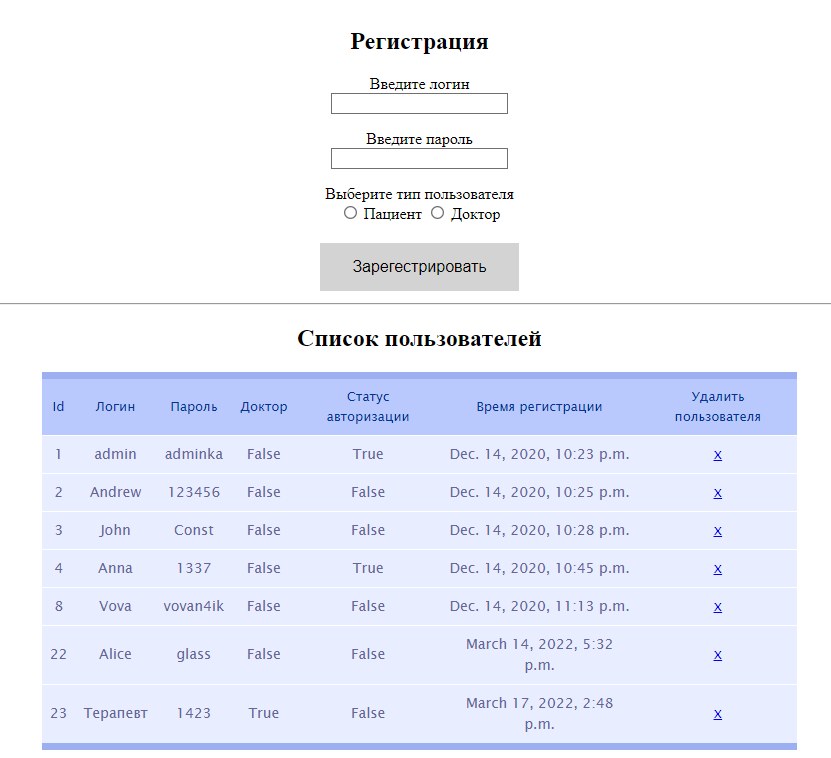 Регистрация
Введите логин
Введите пароль
Выберите тип пользователя
Пациент Доктор
Зарегестрировать
Список пользователей
Id Логин Пароль Доктор Статус авторизации Время регистрации Удалить пользователя
1 admin adminka False True Dec. 14, 2020, 10:23 p.m. x
2 Andrew 123456 False False Dec. 14, 2020, 10:25 p.m. x
3 John Const False False Dec. 14, 2020, 10:28 p.m. x
4 Anna 1337 False True Dec. 14, 2020, 10:45 p.m. x
8 Vova vovan4ik False False Dec. 14, 2020, 11:13 p.m. x
22 Alice glass False False March 14, 2022, 5:32 p.m. x
23 Терапевт 1423 True False March 17, 2022, 2:48 p.m. x